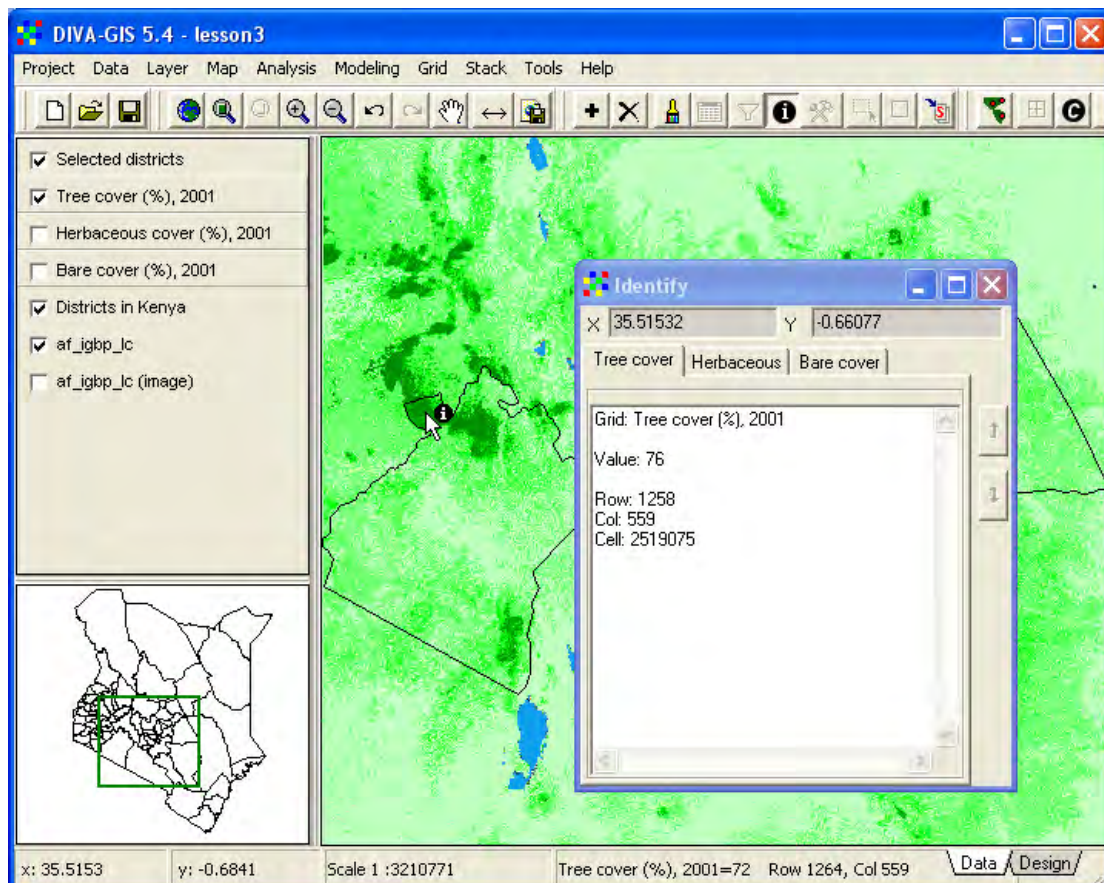 DIVA-GIS 5.4 - lesson3
Project Data Layer Map Analysis Modeling Grid Stack Tools Help
Selected districts
Tree cover (%), 2001
Herbaceous cover (%), 2001
Bare cover (%), 2001
Districts in Kenya
af_igbp_lc
af_igbp_lc (image)
Identify
X 35.51532 Y -0.66077
Tree cover Herbaceous Bare cover
Grid: Tree cover (%), 2001
Value: 76
Row: 1258
Col: 559
Cell: 2519075
x: 35.5153 y: -0.6841 Scale 1 :3210771 Tree cover (%), 2001=72 Row 1264, Col 559 Data Design